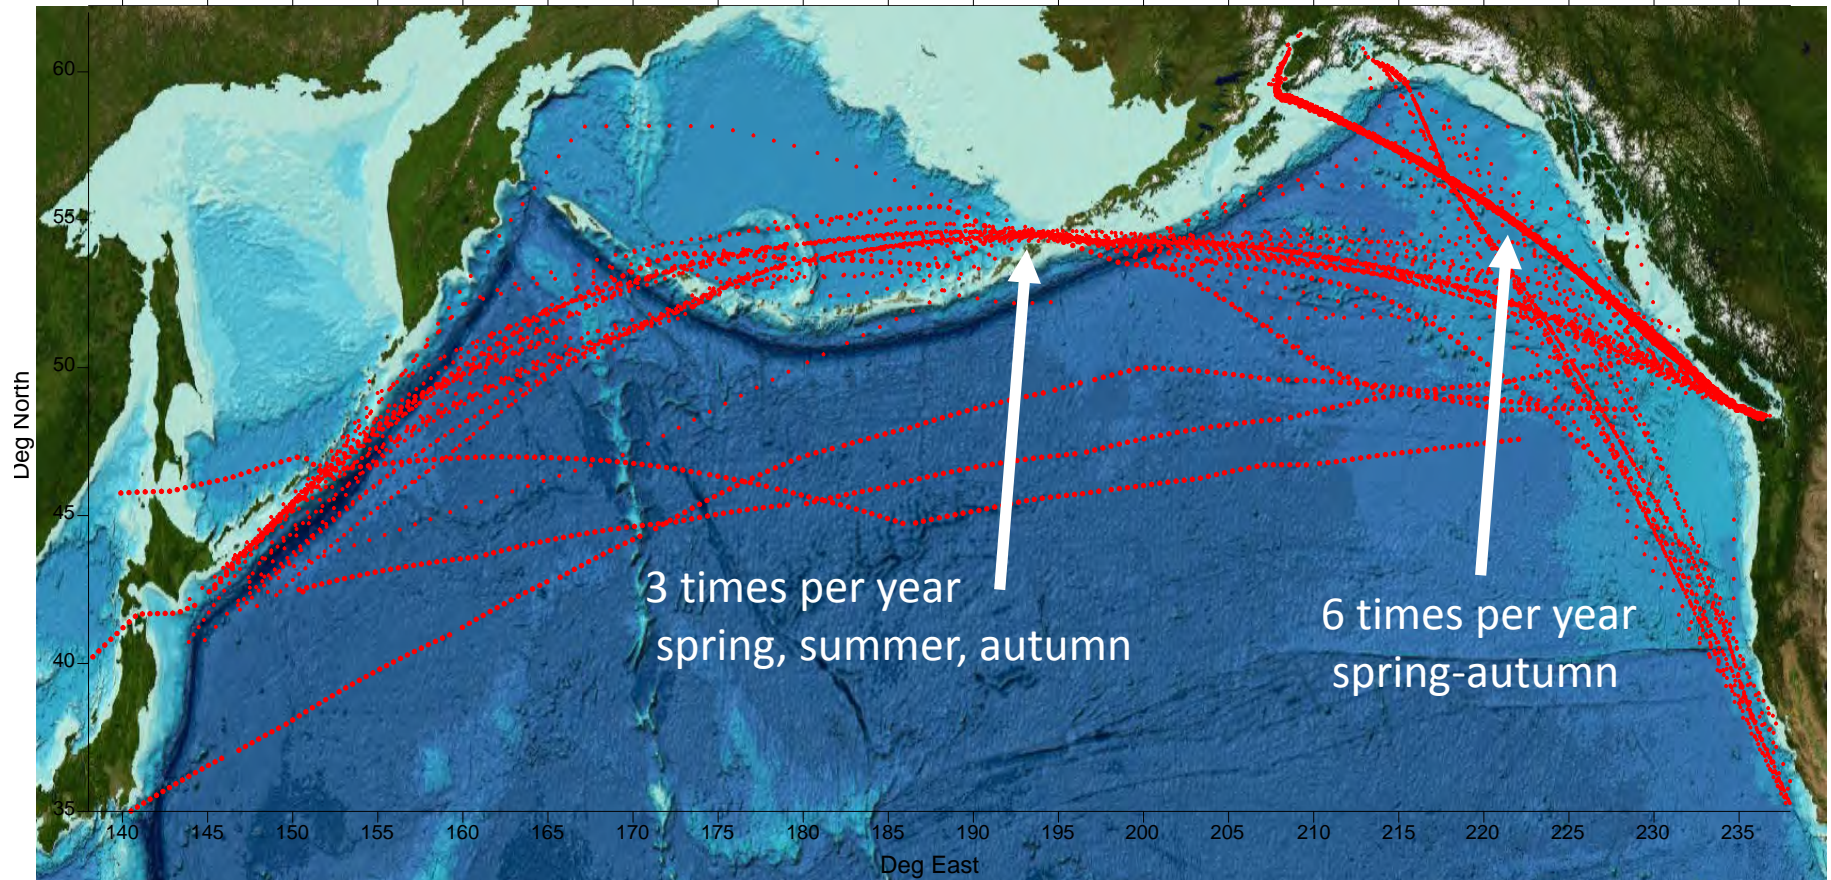 60
55
50
45
40
35
Deg North
3 times per year
spring, summer, autumn
6 times per year
spring-autumn
140 145 150 155 160 165 170 175 180 185 190 195 200 205 210 215 220 225 230 235
Deg East